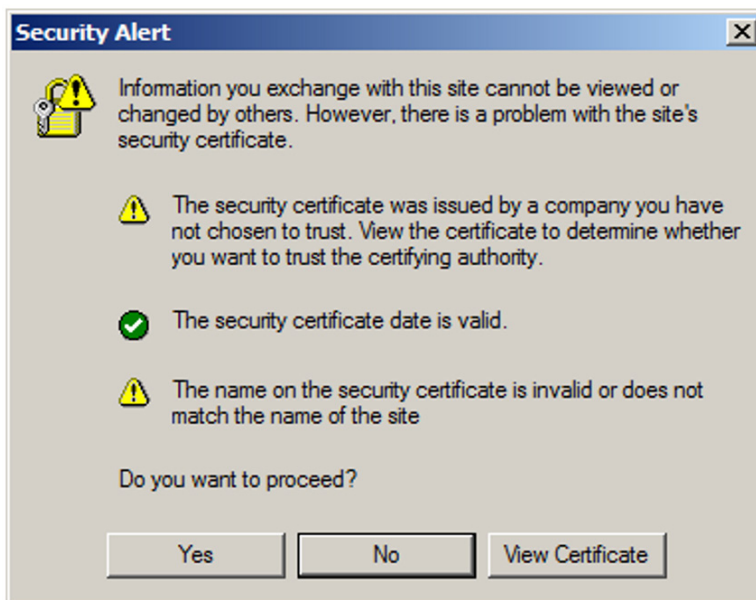 Security Alert
Information you exchange with this site cannot be viewed or
changed by others. However, there is a problem with the site's
security certificate.
The security certificate was issued by a company you have
not chosen to trust. View the certificate to determine whether
you want to trust the certifying authority.
The security certificate date is valid.
The name on the security certificate is invalid or does not
match the name of the site
Do you want to proceed?
Yes
No
View Certificate